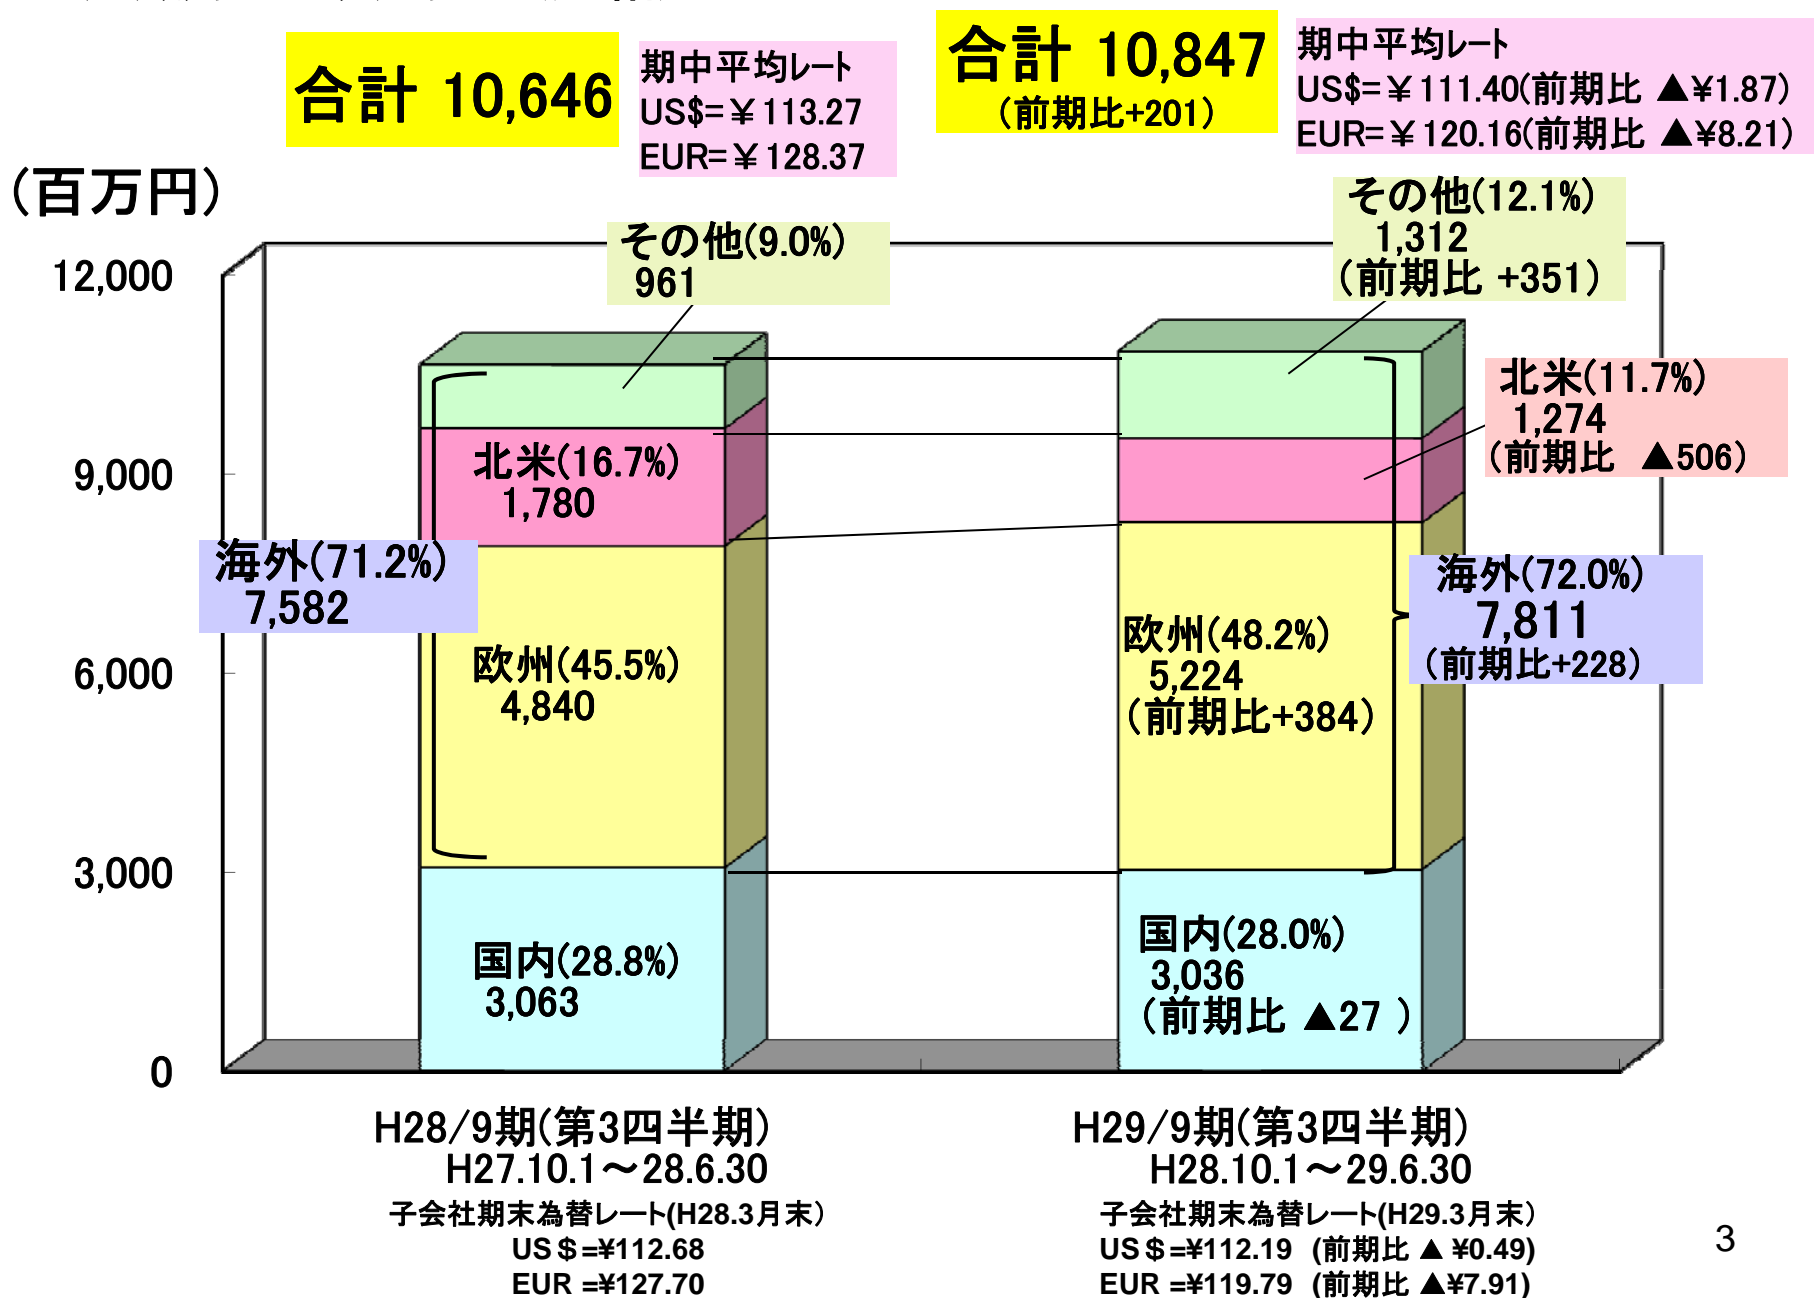 合計 10,646
期中平均レート
US$=￥113.27
EUR=￥128.37
合計 10,847
(前期比+201)
期中平均レート
US$=￥111.40(前期比 ▲¥1.87)
EUR=￥120.16(前期比 ▲¥8.21)
(百万円)
12,000
9,000
6,000
3,000
0
その他(9.0%)
961
北米(16.7%)
1,780
海外(71.2%)
7,582
欧州(45.5%)
4,840
国内(28.8%)
3,063
その他(12.1%)
1,312
(前期比 +351)
北米(11.7%)
1,274
(前期比 ▲506)
海外(72.0%)
7,811
(前期比+228)
欧州(48.2%)
5,224
(前期比+384)
国内(28.0%)
3,036
(前期比 ▲27 )
H28/9期(第3四半期)
H27.10.1～28.6.30
子会社期末為替レート(H28.3月末)
US＄=¥112.68
EUR =¥127.70
H29/9期(第3四半期)
H28.10.1～29.6.30
子会社期末為替レート(H29.3月末)
US＄=¥112.19 (前期比 ▲ ¥0.49)
EUR =¥119.79 (前期比 ▲¥7.91)
3